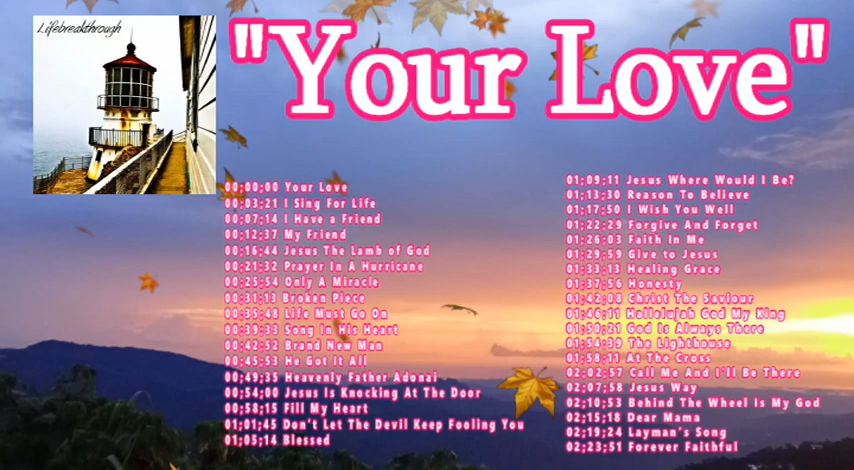 Lifebreakthrough
"Your Love"
00;00;00 Your Love
00;03;21 I Sing For Life
00;07;14 I Have a Friend
00;12;37 My Friend
00;16;44 Jesus The Lamb of God
00;21;32 Prayer In A Hurricane
00;25;54 Only A Miracle
00;31;13 Broken Piece
00;35;48 Life Must Go On
00;39;33 Song In His Heart
00;42;52 Brand New Man
00;45;53 He Got It All
00;49;35 Heavenly Father Adonai
00;54;00 Jesus Is Knocking At The Door
00;58;15 Fill My Heart
01;01;45 Don't Let The Devil Keep Fooling You
01;05;14 Blessed
01;09;11 Jesus Where Would I Be?
01;13;30 Reason To Believe
01;17;50 I Wish You Well
01;22;29 Forgive And Forget
01;26;03 Faith In Me
01;29;59 Give to Jesus
01;33;13 Healing Grace
01;37;56 Honesty
01;42;08 Christ The Saviour
01;46;11 Hallelujah God My King
01;50;21 God Is Always There
01;54;39 The Lighthouse
01;58;11 At The Cross
02;02;57 Call Me And I'll Be There
02;07;58 Jesus Way
02;10;53 Behind The Wheel Is My God
02;15;18 Dear Mama
02;19;24 Layman's Song
02;23;51 Forever Faithful